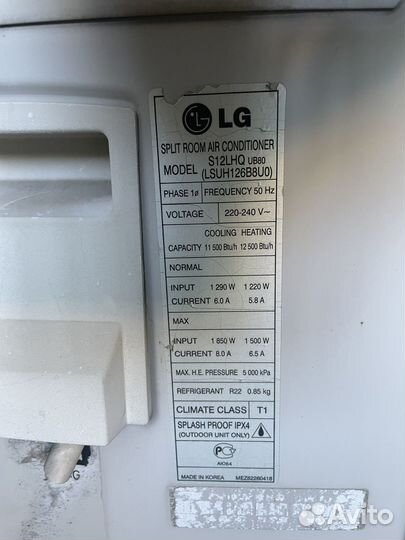 LG
SPLIT ROOM AIR CONDITIONER
MODEL S12LHQ UB80
(LSUH126B8U0)
PHASE 1ø FREQUENCY 50 Hz
VOLTAGE 220-240 V~
COOLING HEATING
CAPACITY 11 500 Btu/h 12 500 Btu/h
NORMAL
INPUT 1 290 W 1 220 W
CURRENT 6.0 A 5.8 A
MAX
INPUT 1 850 W 1 500 W
CURRENT 8.0 A 6.5 A
MAX. H.E. PRESSURE 5 000 kPa
REFRIGERANT R22 0.85 kg
CLIMATE CLASS T1
SPLASH PROOF IPX4
(OUTDOOR UNIT ONLY)
АЮ64
MADE IN KOREA MEZ62280418
G
Avito